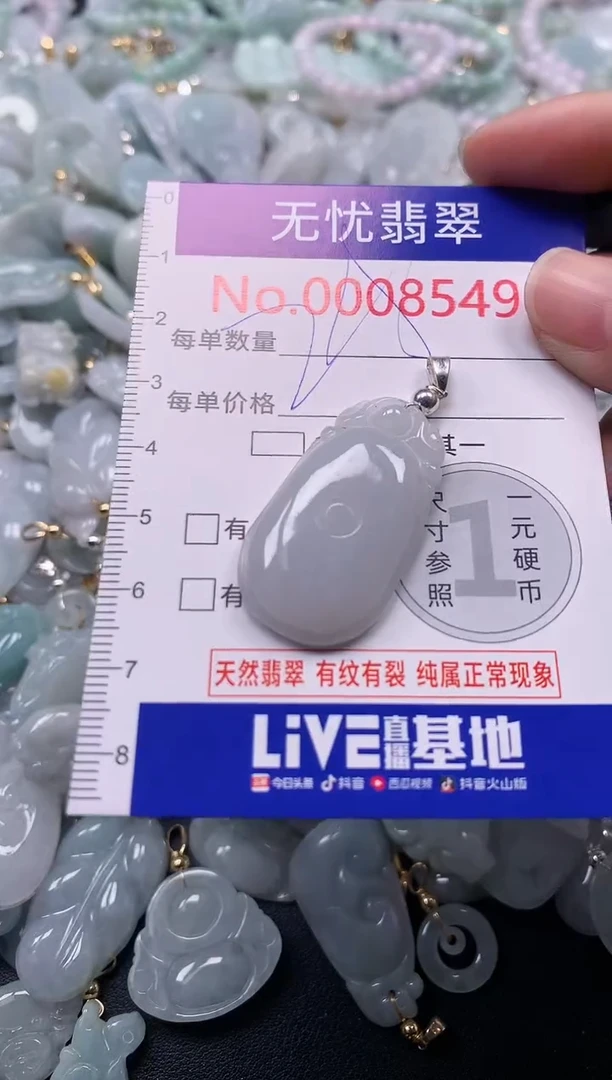 0
无忧翡翠
1
No.0008549
2
每单数量
3
每单价格
4
其一
5
有
尺寸参照
1
一元硬币
6
有
天然翡翠 有纹有裂 纯属正常现象
7
LiVE直播基地
8
今日头条 抖音 西瓜视频 抖音火山版